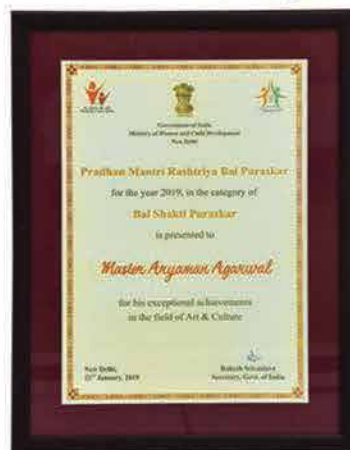 Government of India
Ministry of Women and Child Development
New Delhi
Pradhan Mantri Rashtriya Bal Puraskar
for the year 2019, in the category of
Bal Shakti Puraskar
is presented to
Master Aryaman Agarwal
for his exceptional achievements
in the field of Art & Culture
New Delhi,
22nd January, 2019
Rakesh Srivastava
Secretary, Govt. of India